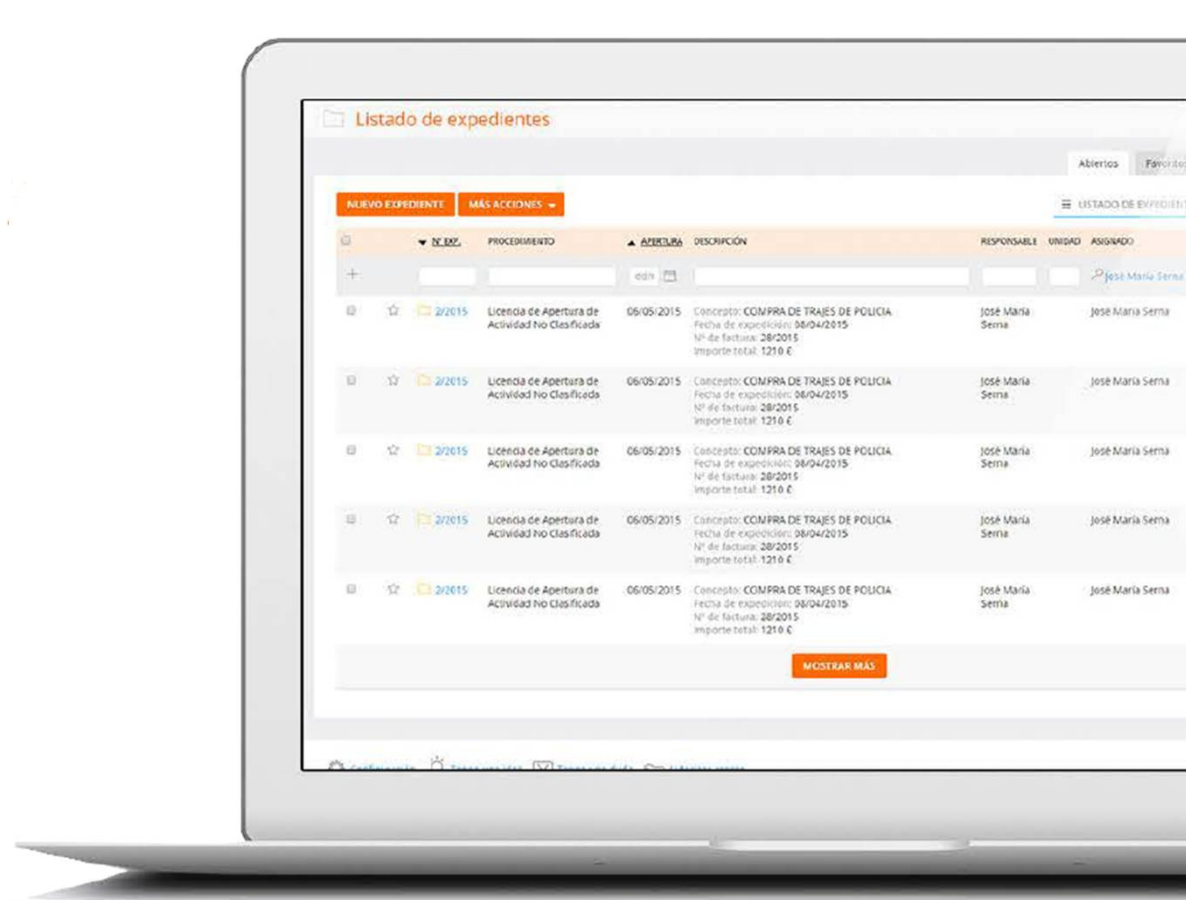 Listado de expedientes
Abiertos Favoritos
NUEVO EXPEDIENTE MÁS ACCIONES
LISTADO DE EXPEDIENT
Nº EXP. PROCEDIMIENTO APERTURA DESCRIPCIÓN RESPONSABLE UNIDAD ASIGNADO
José María Serna
2/2015 Licencia de Apertura de 06/05/2015 Concepto: COMPRA DE TRAJES DE POLICIA José María José María Serna
Actividad No Clasificada Fecha de expedición: 08/04/2015 Serna
Nº de factura: 28/2015
Importe total: 1210 €
2/2015 Licencia de Apertura de 06/05/2015 Concepto: COMPRA DE TRAJES DE POLICIA José María José María Serna
Actividad No Clasificada Fecha de expedición: 08/04/2015 Serna
Nº de factura: 28/2015
Importe total: 1210 €
2/2015 Licencia de Apertura de 06/05/2015 Concepto: COMPRA DE TRAJES DE POLICIA José María José María Serna
Actividad No Clasificada Fecha de expedición: 08/04/2015 Serna
Nº de factura: 28/2015
Importe total: 1210 €
2/2015 Licencia de Apertura de 06/05/2015 Concepto: COMPRA DE TRAJES DE POLICIA José María José María Serna
Actividad No Clasificada Fecha de expedición: 08/04/2015 Serna
Nº de factura: 28/2015
Importe total: 1210 €
2/2015 Licencia de Apertura de 06/05/2015 Concepto: COMPRA DE TRAJES DE POLICIA José María José María Serna
Actividad No Clasificada Fecha de expedición: 08/04/2015 Serna
Nº de factura: 28/2015
Importe total: 1210 €
MOSTRAR MÁS